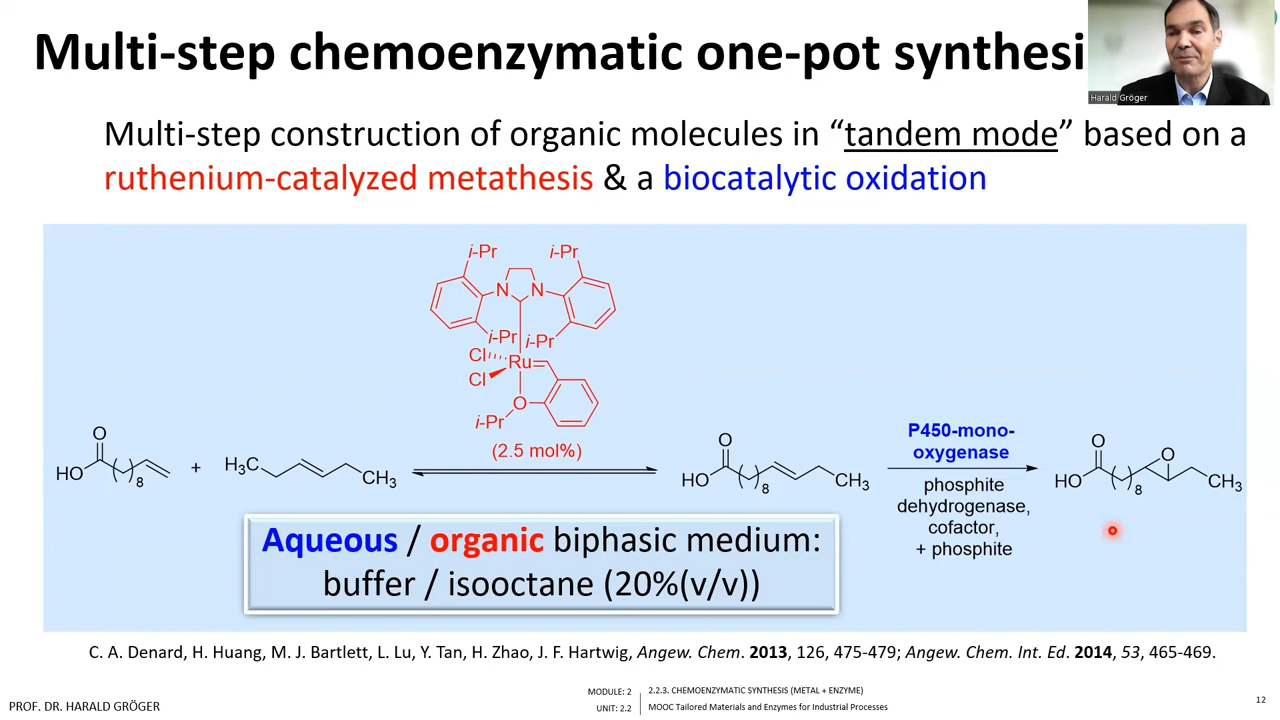 Multi-step chemoenzymatic one-pot synthesi
Harald Gröger
Multi-step construction of organic molecules in “tandem mode” based on a
ruthenium-catalyzed metathesis & a biocatalytic oxidation
i-Pr i-Pr
N N
i-Pr i-Pr
Cl
Ru
Cl
O
i-Pr
(2.5 mol%)
O
HO
8
+
H₃C
CH₃
O
HO
8
CH₃
P450-mono-
oxygenase
phosphite
dehydrogenase,
cofactor,
+ phosphite
O
HO
8
O
CH₃
Aqueous / organic biphasic medium:
buffer / isooctane (20%(v/v))
C. A. Denard, H. Huang, M. J. Bartlett, L. Lu, Y. Tan, H. Zhao, J. F. Hartwig, Angew. Chem. 2013, 126, 475-479; Angew. Chem. Int. Ed. 2014, 53, 465-469.
PROF. DR. HARALD GRÖGER
MODULE: 2
UNIT: 2.2
2.2.3. CHEMOENZYMATIC SYNTHESIS (METAL + ENZYME)
MOOC Tailored Materials and Enzymes for Industrial Processes
12